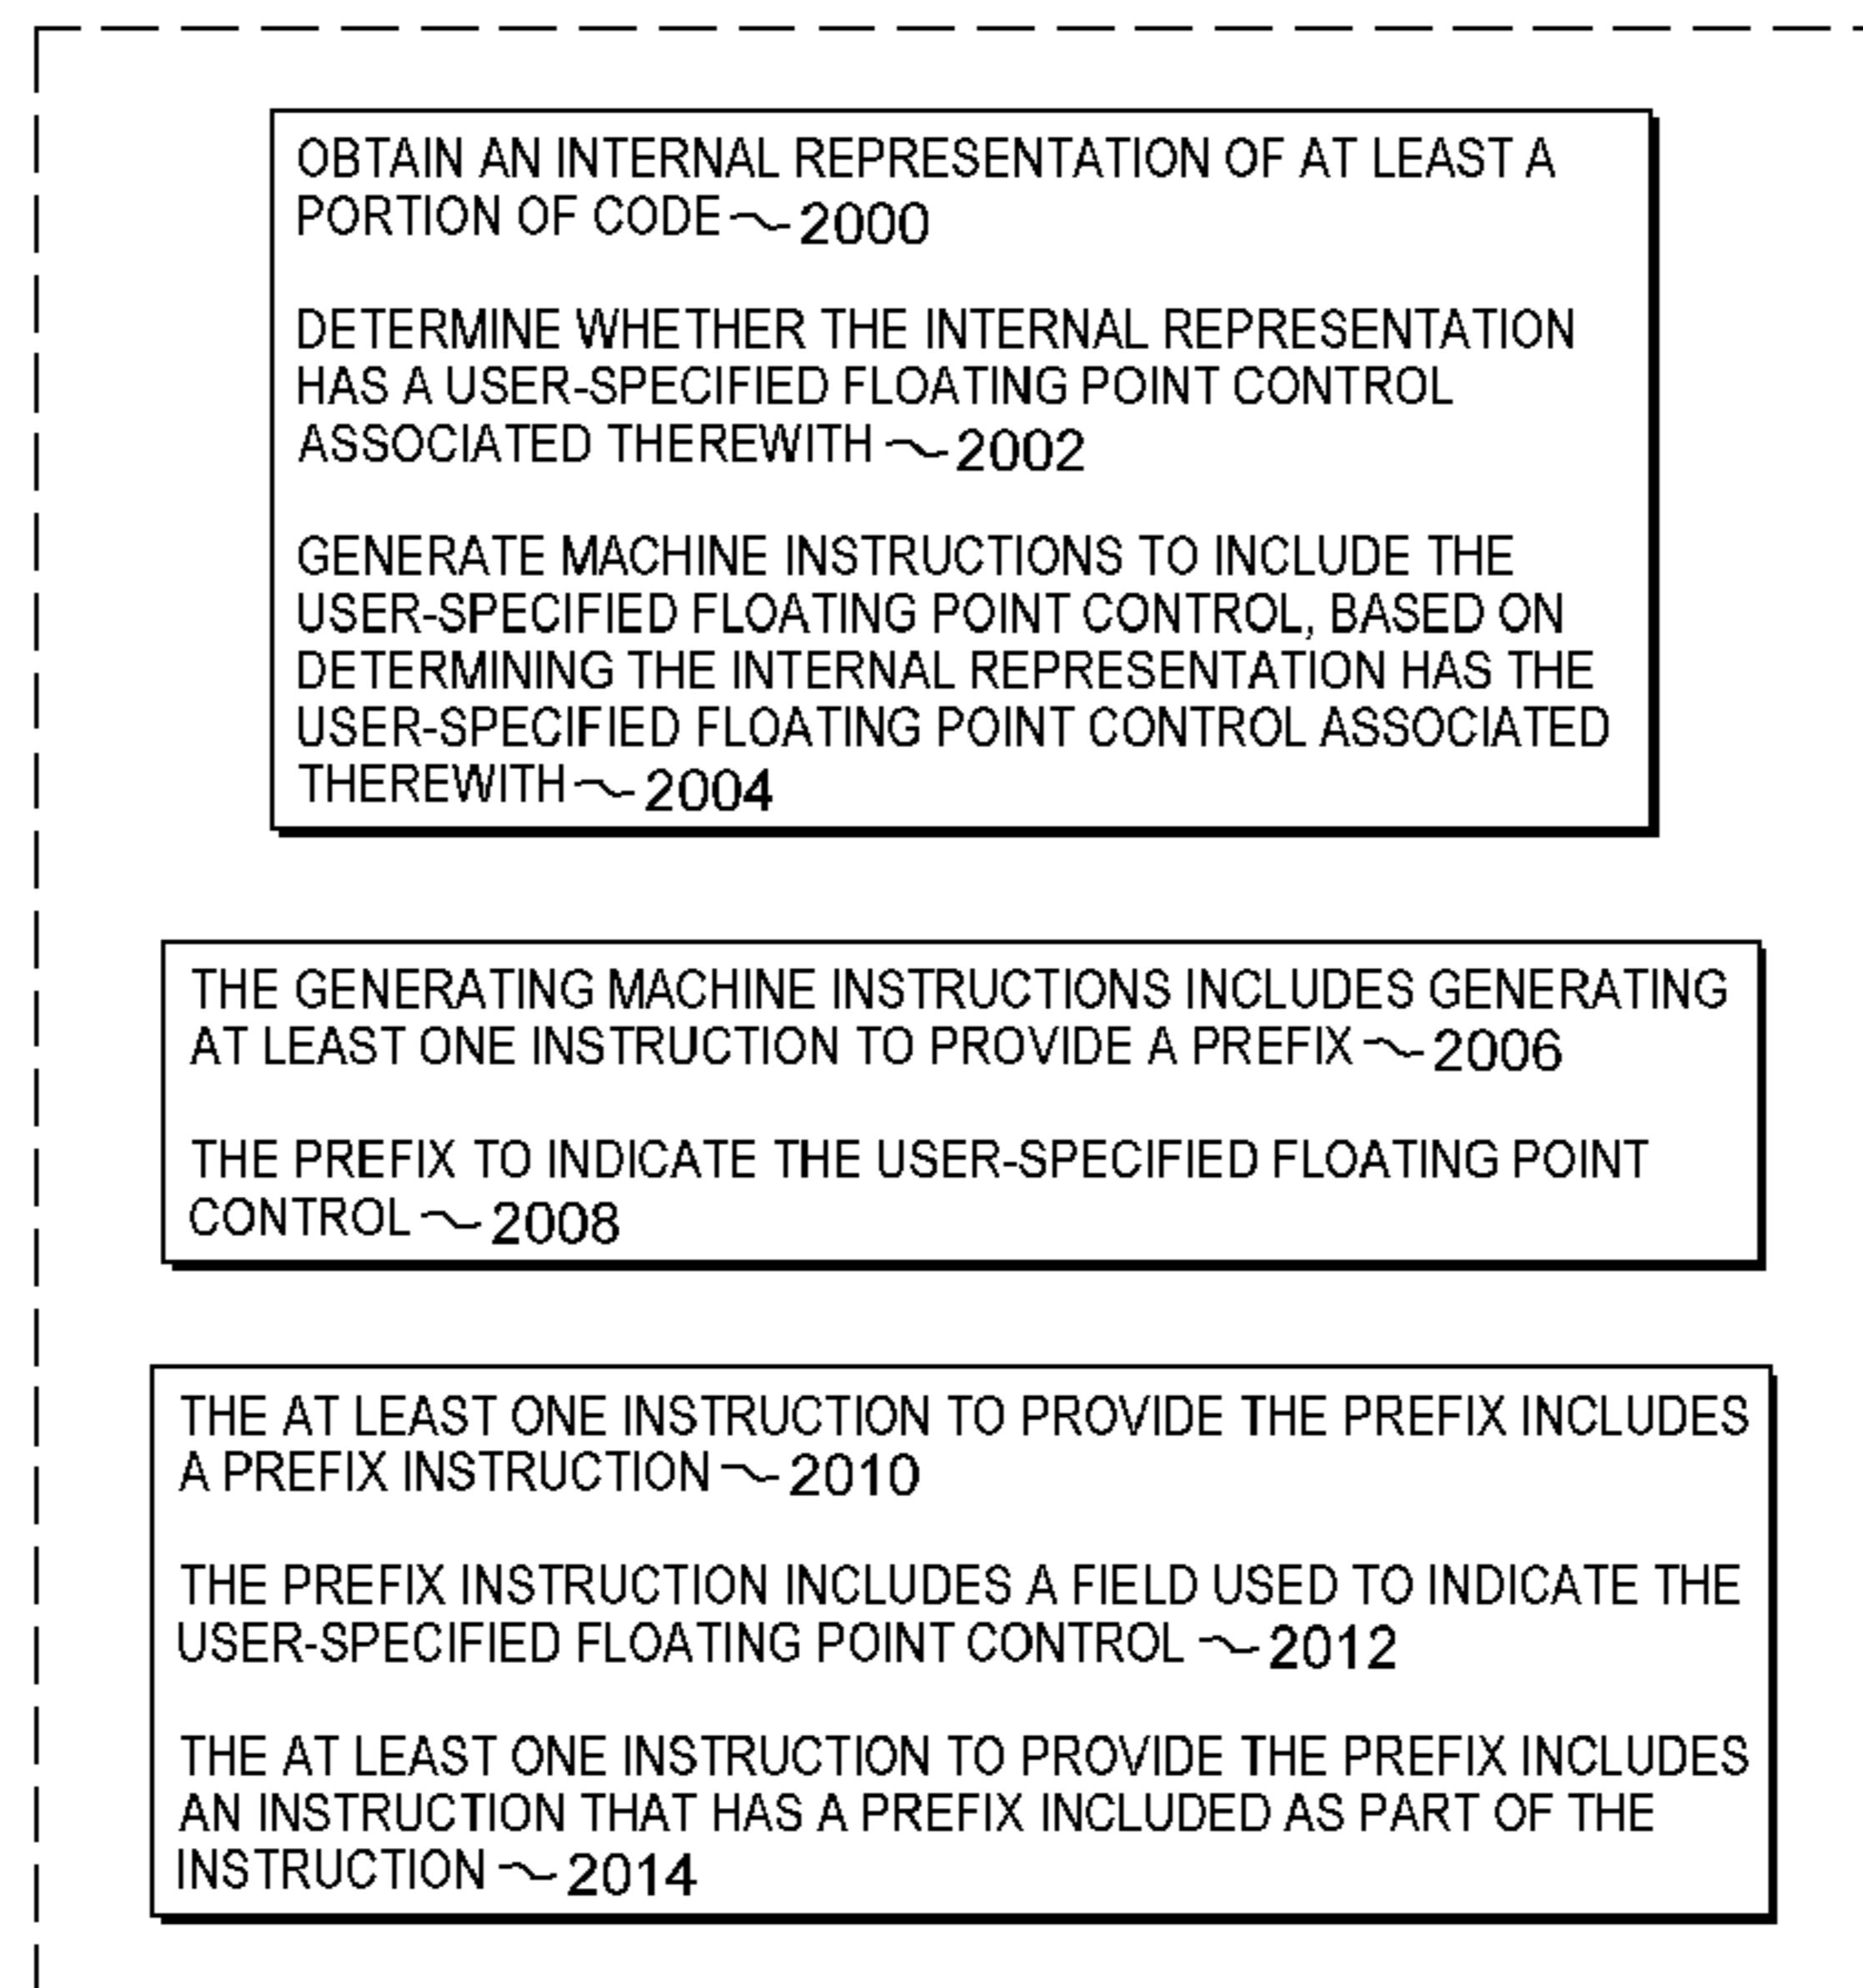 OBTAIN AN INTERNAL REPRESENTATION OF AT LEAST A
PORTION OF CODE 2000
DETERMINE WHETHER THE INTERNAL REPRESENTATION
HAS A USER-SPECIFIED FLOATING POINT CONTROL
ASSOCIATED THEREWITH 2002
GENERATE MACHINE INSTRUCTIONS TO INCLUDE THE
USER-SPECIFIED FLOATING POINT CONTROL, BASED ON
DETERMINING THE INTERNAL REPRESENTATION HAS THE
USER-SPECIFIED FLOATING POINT CONTROL ASSOCIATED
THEREWITH 2004
THE GENERATING MACHINE INSTRUCTIONS INCLUDES GENERATING
AT LEAST ONE INSTRUCTION TO PROVIDE A PREFIX 2006
THE PREFIX TO INDICATE THE USER-SPECIFIED FLOATING POINT
CONTROL 2008
THE AT LEAST ONE INSTRUCTION TO PROVIDE THE PREFIX INCLUDES
A PREFIX INSTRUCTION 2010
THE PREFIX INSTRUCTION INCLUDES A FIELD USED TO INDICATE THE
USER-SPECIFIED FLOATING POINT CONTROL 2012
THE AT LEAST ONE INSTRUCTION TO PROVIDE THE PREFIX INCLUDES
AN INSTRUCTION THAT HAS A PREFIX INCLUDED AS PART OF THE
INSTRUCTION 2014